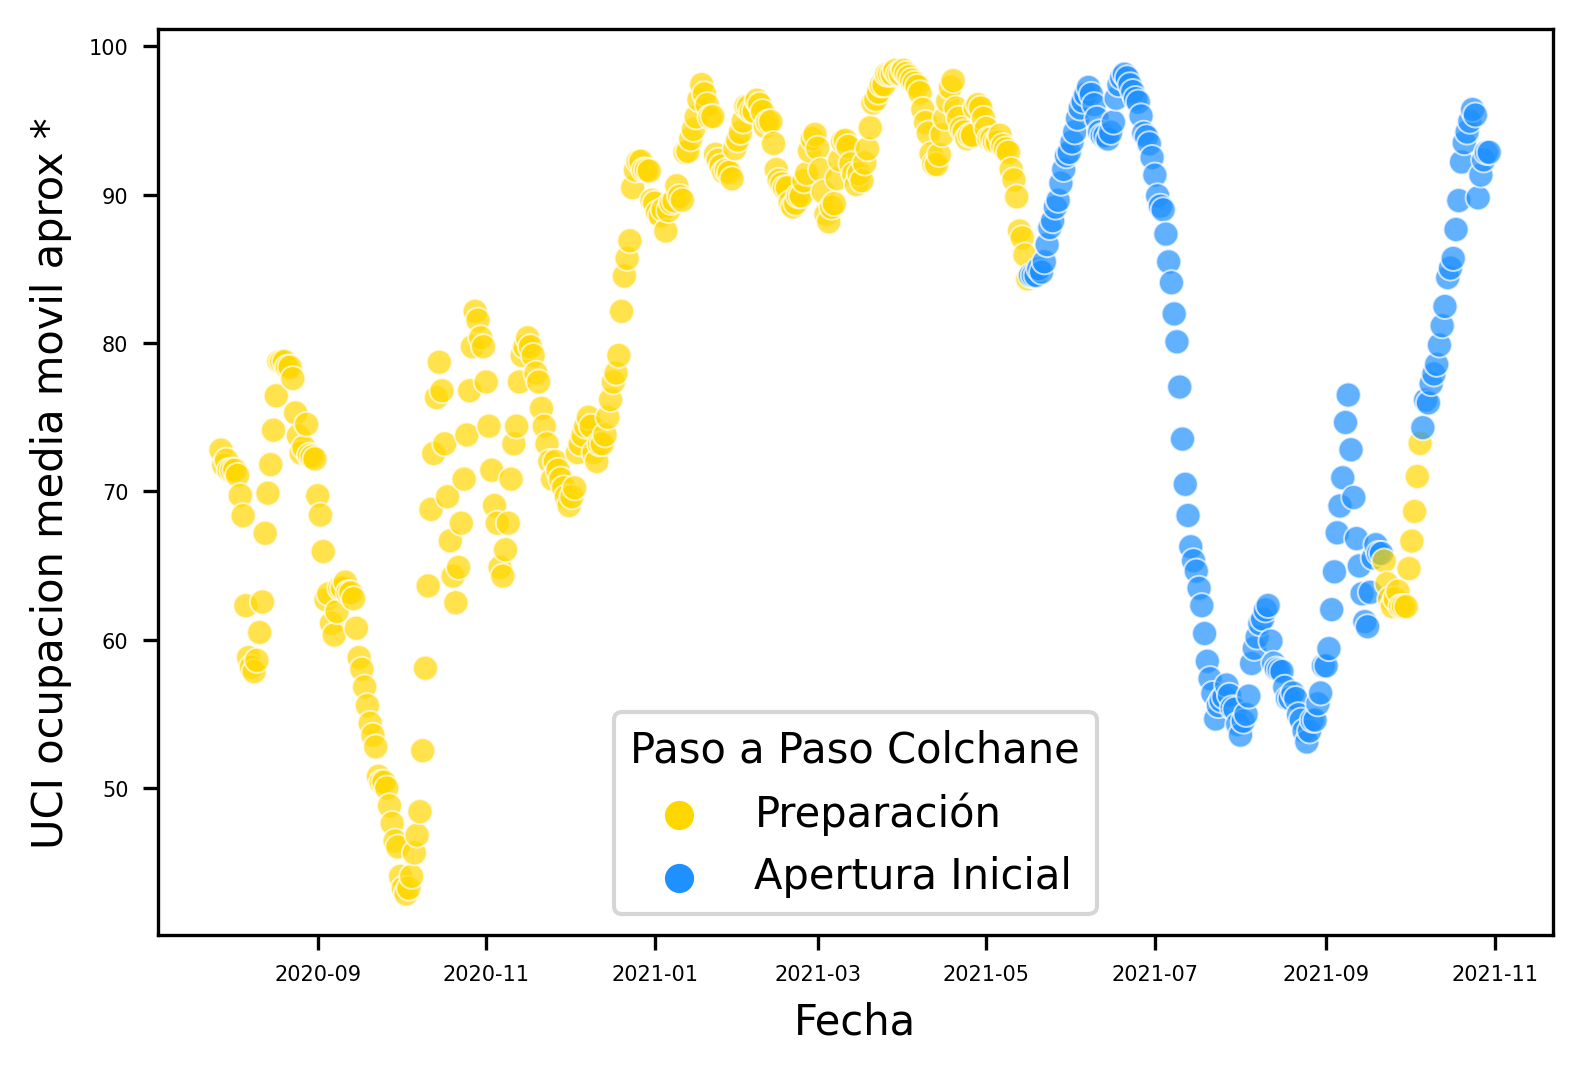 UCI ocupacion media movil aprox *
100
90
80
70
60
50
Paso a Paso Colchane
Preparación
Apertura Inicial
2020-09 2020-11 2021-01 2021-03 2021-05 2021-07 2021-09 2021-11
Fecha